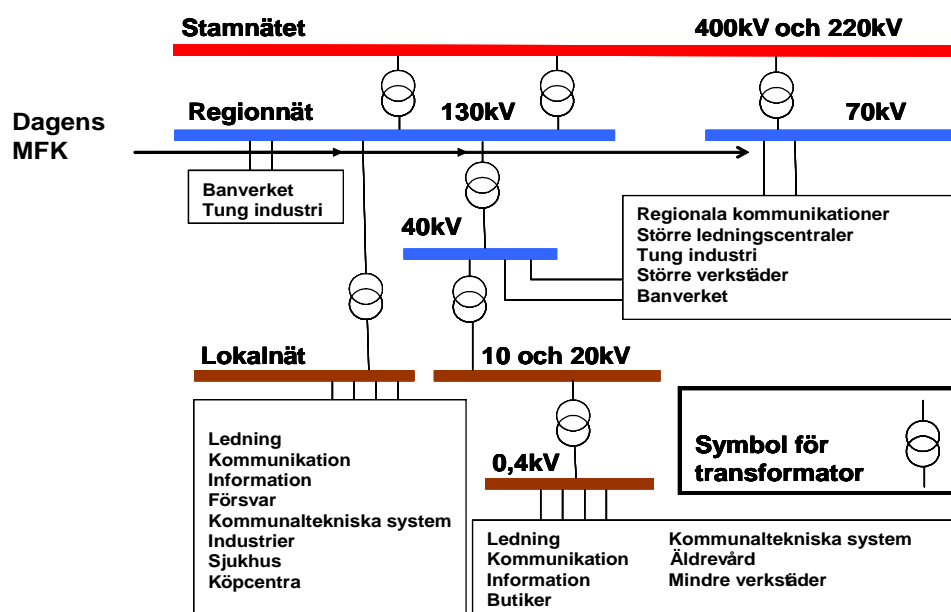 Stamnätet 400kV och 220kV
Dagens
MFK
Regionnät 130kV 70kV
Banverket
Tung industri
40kV
Regionala kommunikationer
Större ledningscentraler
Tung industri
Större verkstäder
Banverket
Lokalnät 10 och 20kV
Ledning
Kommunikation
Information
Försvar
Kommunaltekniska system
Industrier
Sjukhus
Köpcentra
0,4kV
Symbol för
transformator
Ledning Kommunaltekniska system
Kommunikation Äldrevård
Information Mindre verkstäder
Butiker